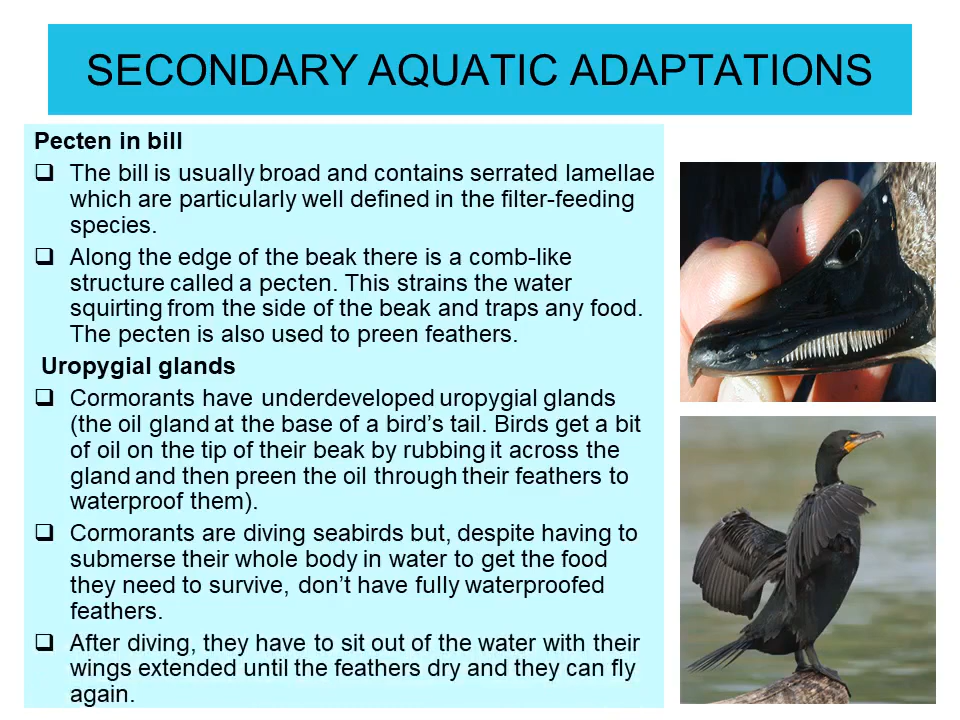 SECONDARY AQUATIC ADAPTATIONS
Pecten in bill
❑ The bill is usually broad and contains serrated lamellae
which are particularly well defined in the filter-feeding
species.
❑ Along the edge of the beak there is a comb-like
structure called a pecten. This strains the water
squirting from the side of the beak and traps any food.
The pecten is also used to preen feathers.
Uropygial glands
❑ Cormorants have underdeveloped uropygial glands
(the oil gland at the base of a bird’s tail. Birds get a bit
of oil on the tip of their beak by rubbing it across the
gland and then preen the oil through their feathers to
waterproof them).
❑ Cormorants are diving seabirds but, despite having to
submerse their whole body in water to get the food
they need to survive, don’t have fully waterproofed
feathers.
❑ After diving, they have to sit out of the water with their
wings extended until the feathers dry and they can fly
again.